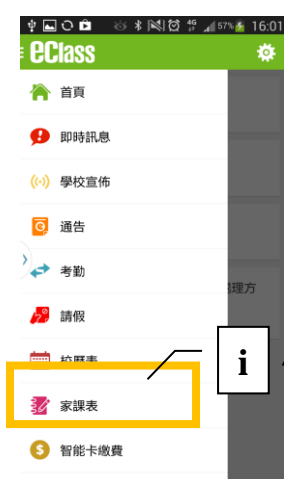 4G 57% 16:01
eClass
首頁
即時訊息
學校宣佈
通告
考勤
理方
請假
i
校曆表
家課表
智能卡繳費